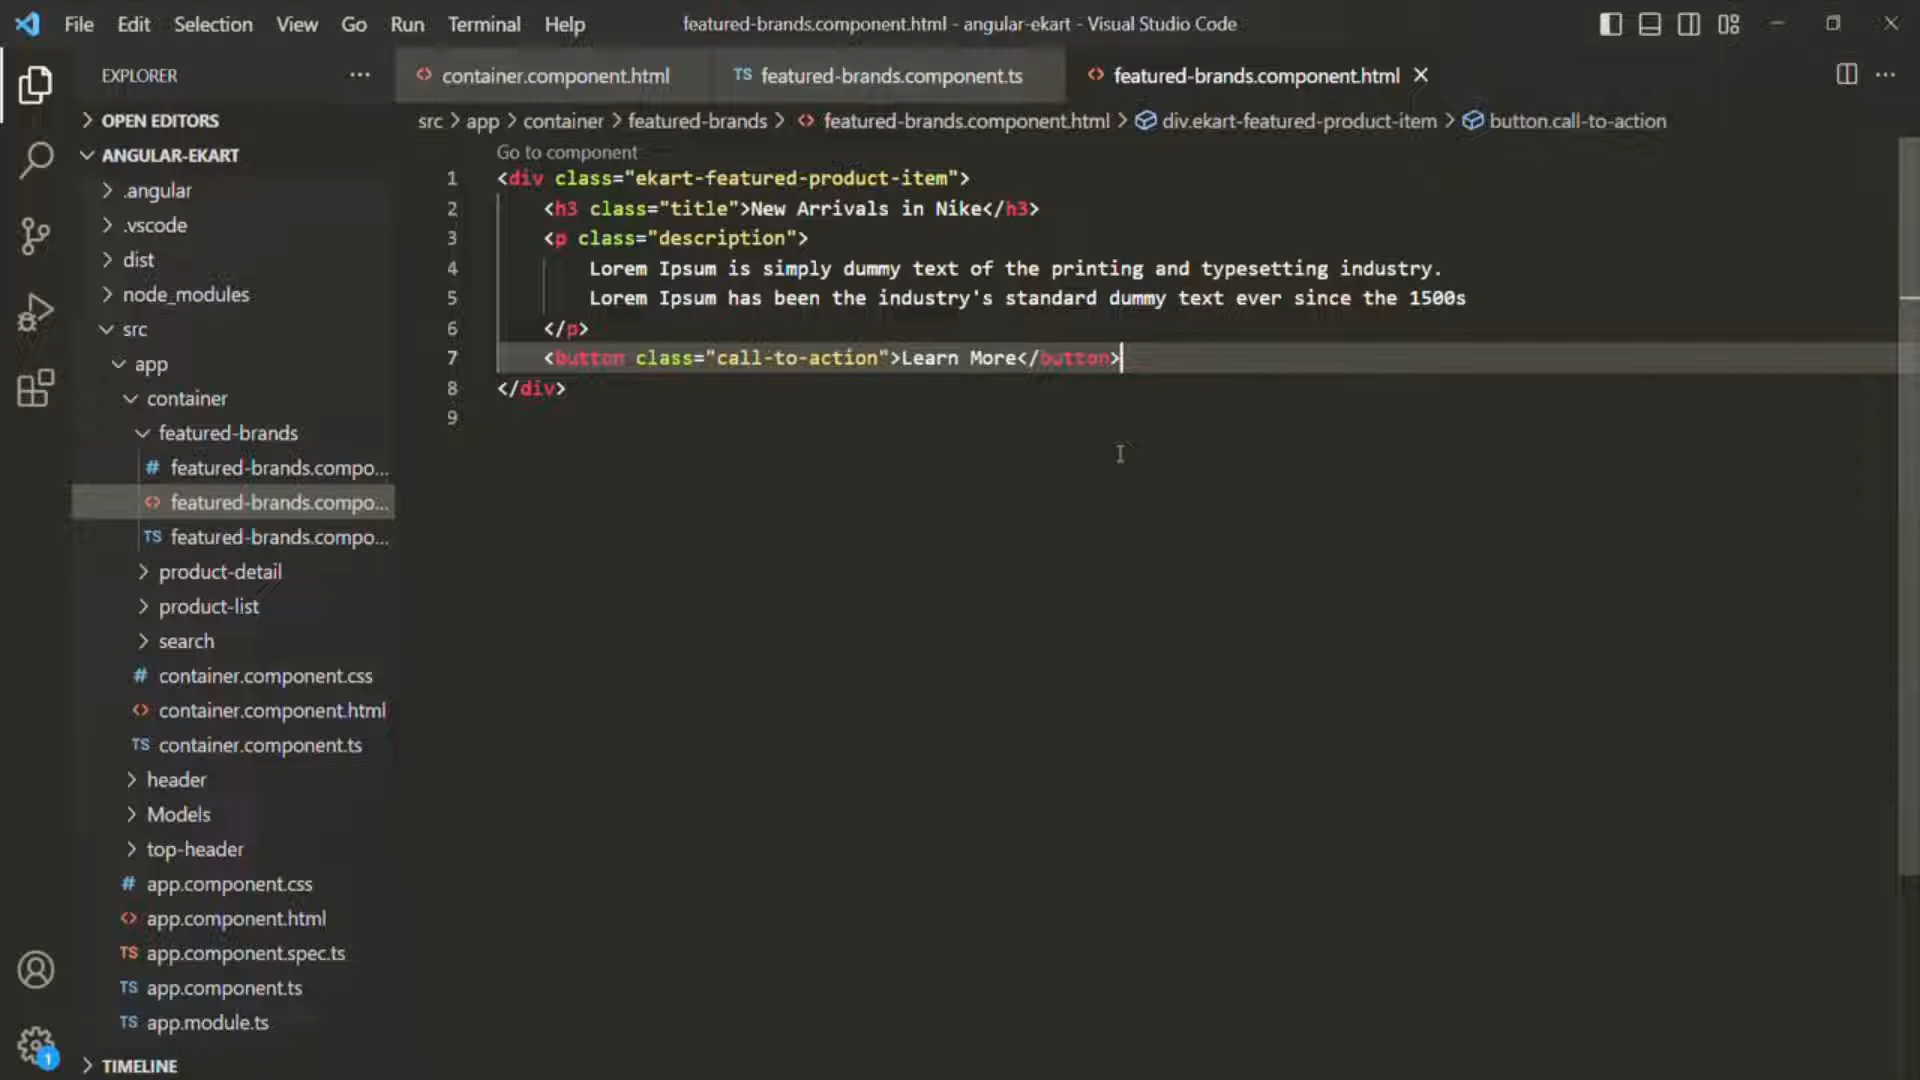 File Edit Selection View Go Run Terminal Help featured-brands.component.html - angular-ekart - Visual Studio Code
EXPLORER ···
container.component.html
TS featured-brands.component.ts
featured-brands.component.html
src > app > container > featured-brands > <> featured-brands.component.html > div.ekart-featured-product-item > button.call-to-action
OPEN EDITORS
ANGULAR-EKART
.angular
.vscode
dist
node_modules
src
app
container
featured-brands
# featured-brands.compo...
<> featured-brands.compo...
TS featured-brands.compo...
product-detail
product-list
search
# container.component.css
<> container.component.html
TS container.component.ts
header
Models
top-header
# app.component.css
<> app.component.html
TS app.component.spec.ts
TS app.component.ts
TS app.module.ts
TIMELINE
1
Go to component
1 <div class="ekart-featured-product-item">
2 <h3 class="title">New Arrivals in Nike</h3>
3 <p class="description">
4 Lorem Ipsum is simply dummy text of the printing and typesetting industry.
5 Lorem Ipsum has been the industry's standard dummy text ever since the 1500s
6 </p>
7 <button class="call-to-action">Learn More</button>
8 </div>
9